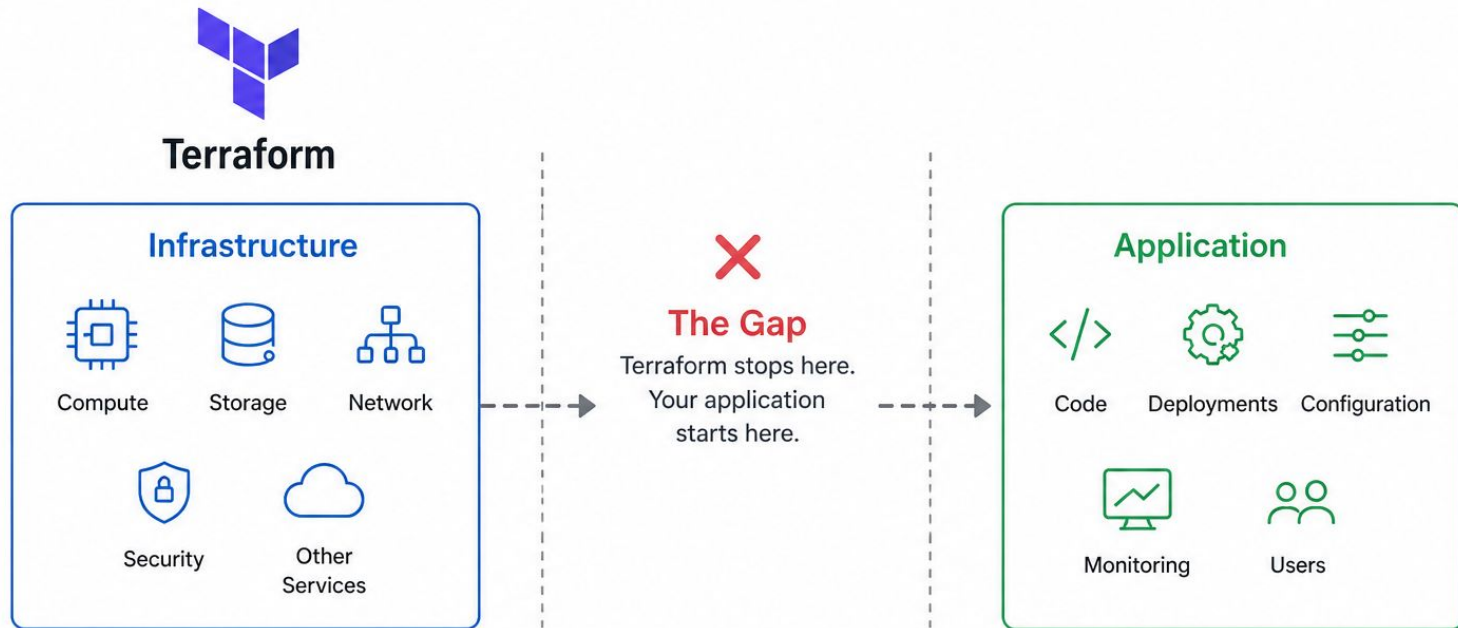 Terraform
Infrastructure
Compute
Storage
Network
Security
Other
Services
The Gap
Terraform stops here.
Your application
starts here.
Application
Code
Deployments
Configuration
Monitoring
Users